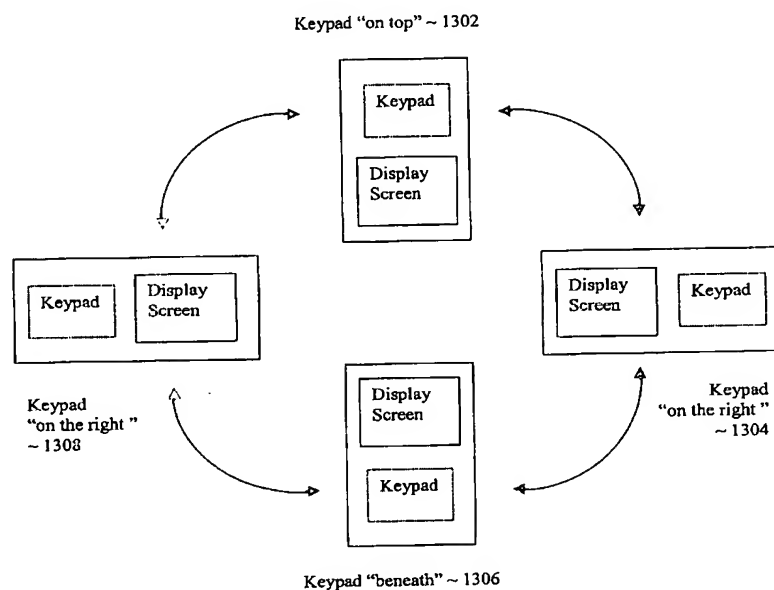 Keypad “on top” ~ 1302
Keypad
Display
Screen
Keypad
Display
Screen
Display
Screen
Keypad
Keypad
“on the right ”
~ 1308
Display
Screen
Keypad
Keypad
“on the right ”
~ 1304
Keypad “beneath” ~ 1306